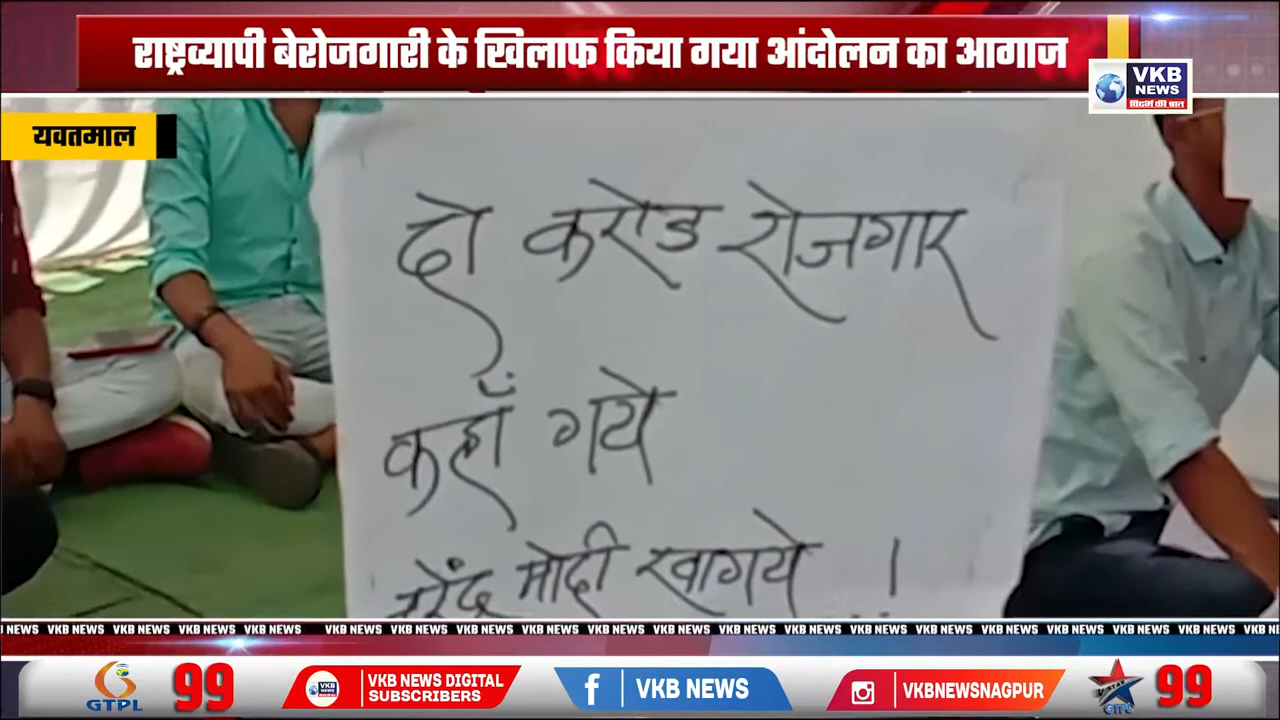 राष्ट्रव्यापी बेरोजगारी के खिलाफ किया गया आंदोलन का आगाज
VKB
NEWS
विदर्भ की बात
यवतमाल
दो करोड रोजगार
कहाँ गये
नरेंद्र मोदी खागये ..!
NEWS VKB NEWS VKB NEWS VKB NEWS VKB NEWS VKB NEWS VKB NEWS VKB NEWS VKB NEWS VKB NEWS VKB NEWS VKB NEWS VKB NEWS VKB NEWS VKB NEWS VKB NEWS VKB NEWS VKB NEWS VKB N
GTPL 99 VKB NEWS VKB NEWS DIGITAL SUBSCRIBERS f VKB NEWS VKBNEWSNAGPUR V STAR GTPL 99